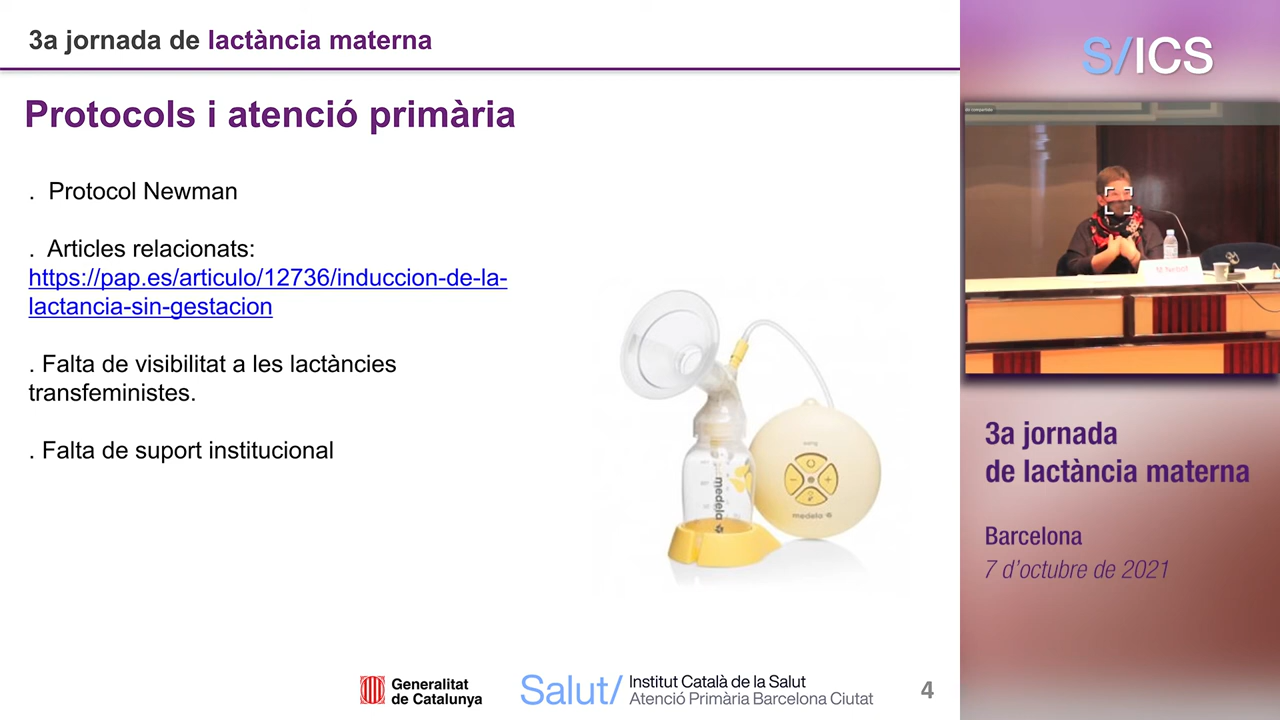 3a jornada de lactància materna
Protocols i atenció primària
. Protocol Newman
. Articles relacionats:
https://pap.es/articulo/12736/induccion-de-la-
lactancia-sin-gestacion
. Falta de visibilitat a les lactàncies
transfeministes.
. Falta de suport institucional
medela
medela
Generalitat
de Catalunya
Salut/
Institut Català de la Salut
Atenció Primària Barcelona Ciutat
4
S/ICS
3a jornada
de lactància materna
Barcelona
7 d'octubre de 2021